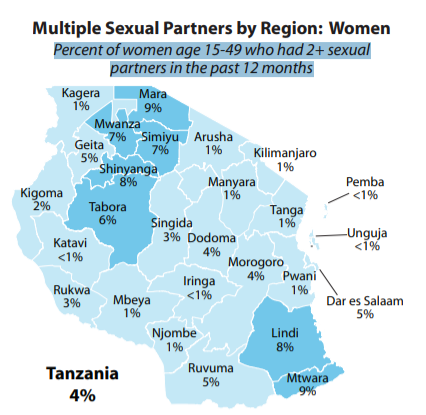 Multiple Sexual Partners by Region: Women
Percent of women age 15-49 who had 2+ sexual
partners in the past 12 months
Kagera
1%
Mara
9%
Mwanza
7%
Simiyu
7%
Arusha
1%
Geita
5%
Kilimanjaro
1%
Shinyanga
8%
Manyara
1%
Pemba
<1%
Kigoma
2%
Tabora
6%
Tanga
1%
Singida
3%
Dodoma
4%
Unguja
<1%
Katavi
<1%
Morogoro
4%
Pwani
1%
Iringa
<1%
Rukwa
3%
Mbeya
1%
Dar es Salaam
5%
Njombe
1%
Lindi
8%
Ruvuma
5%
Mtwara
9%
Tanzania
4%